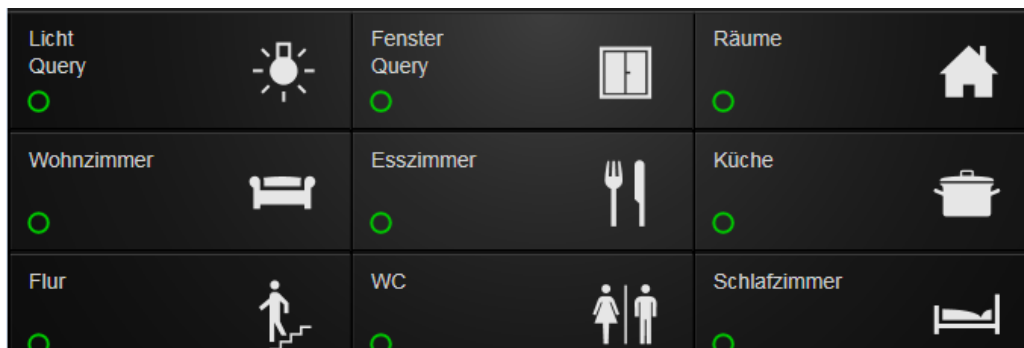 Licht
Query
Fenster
Query
Räume
Wohnzimmer
Esszimmer
Küche
Flur
WC
Schlafzimmer